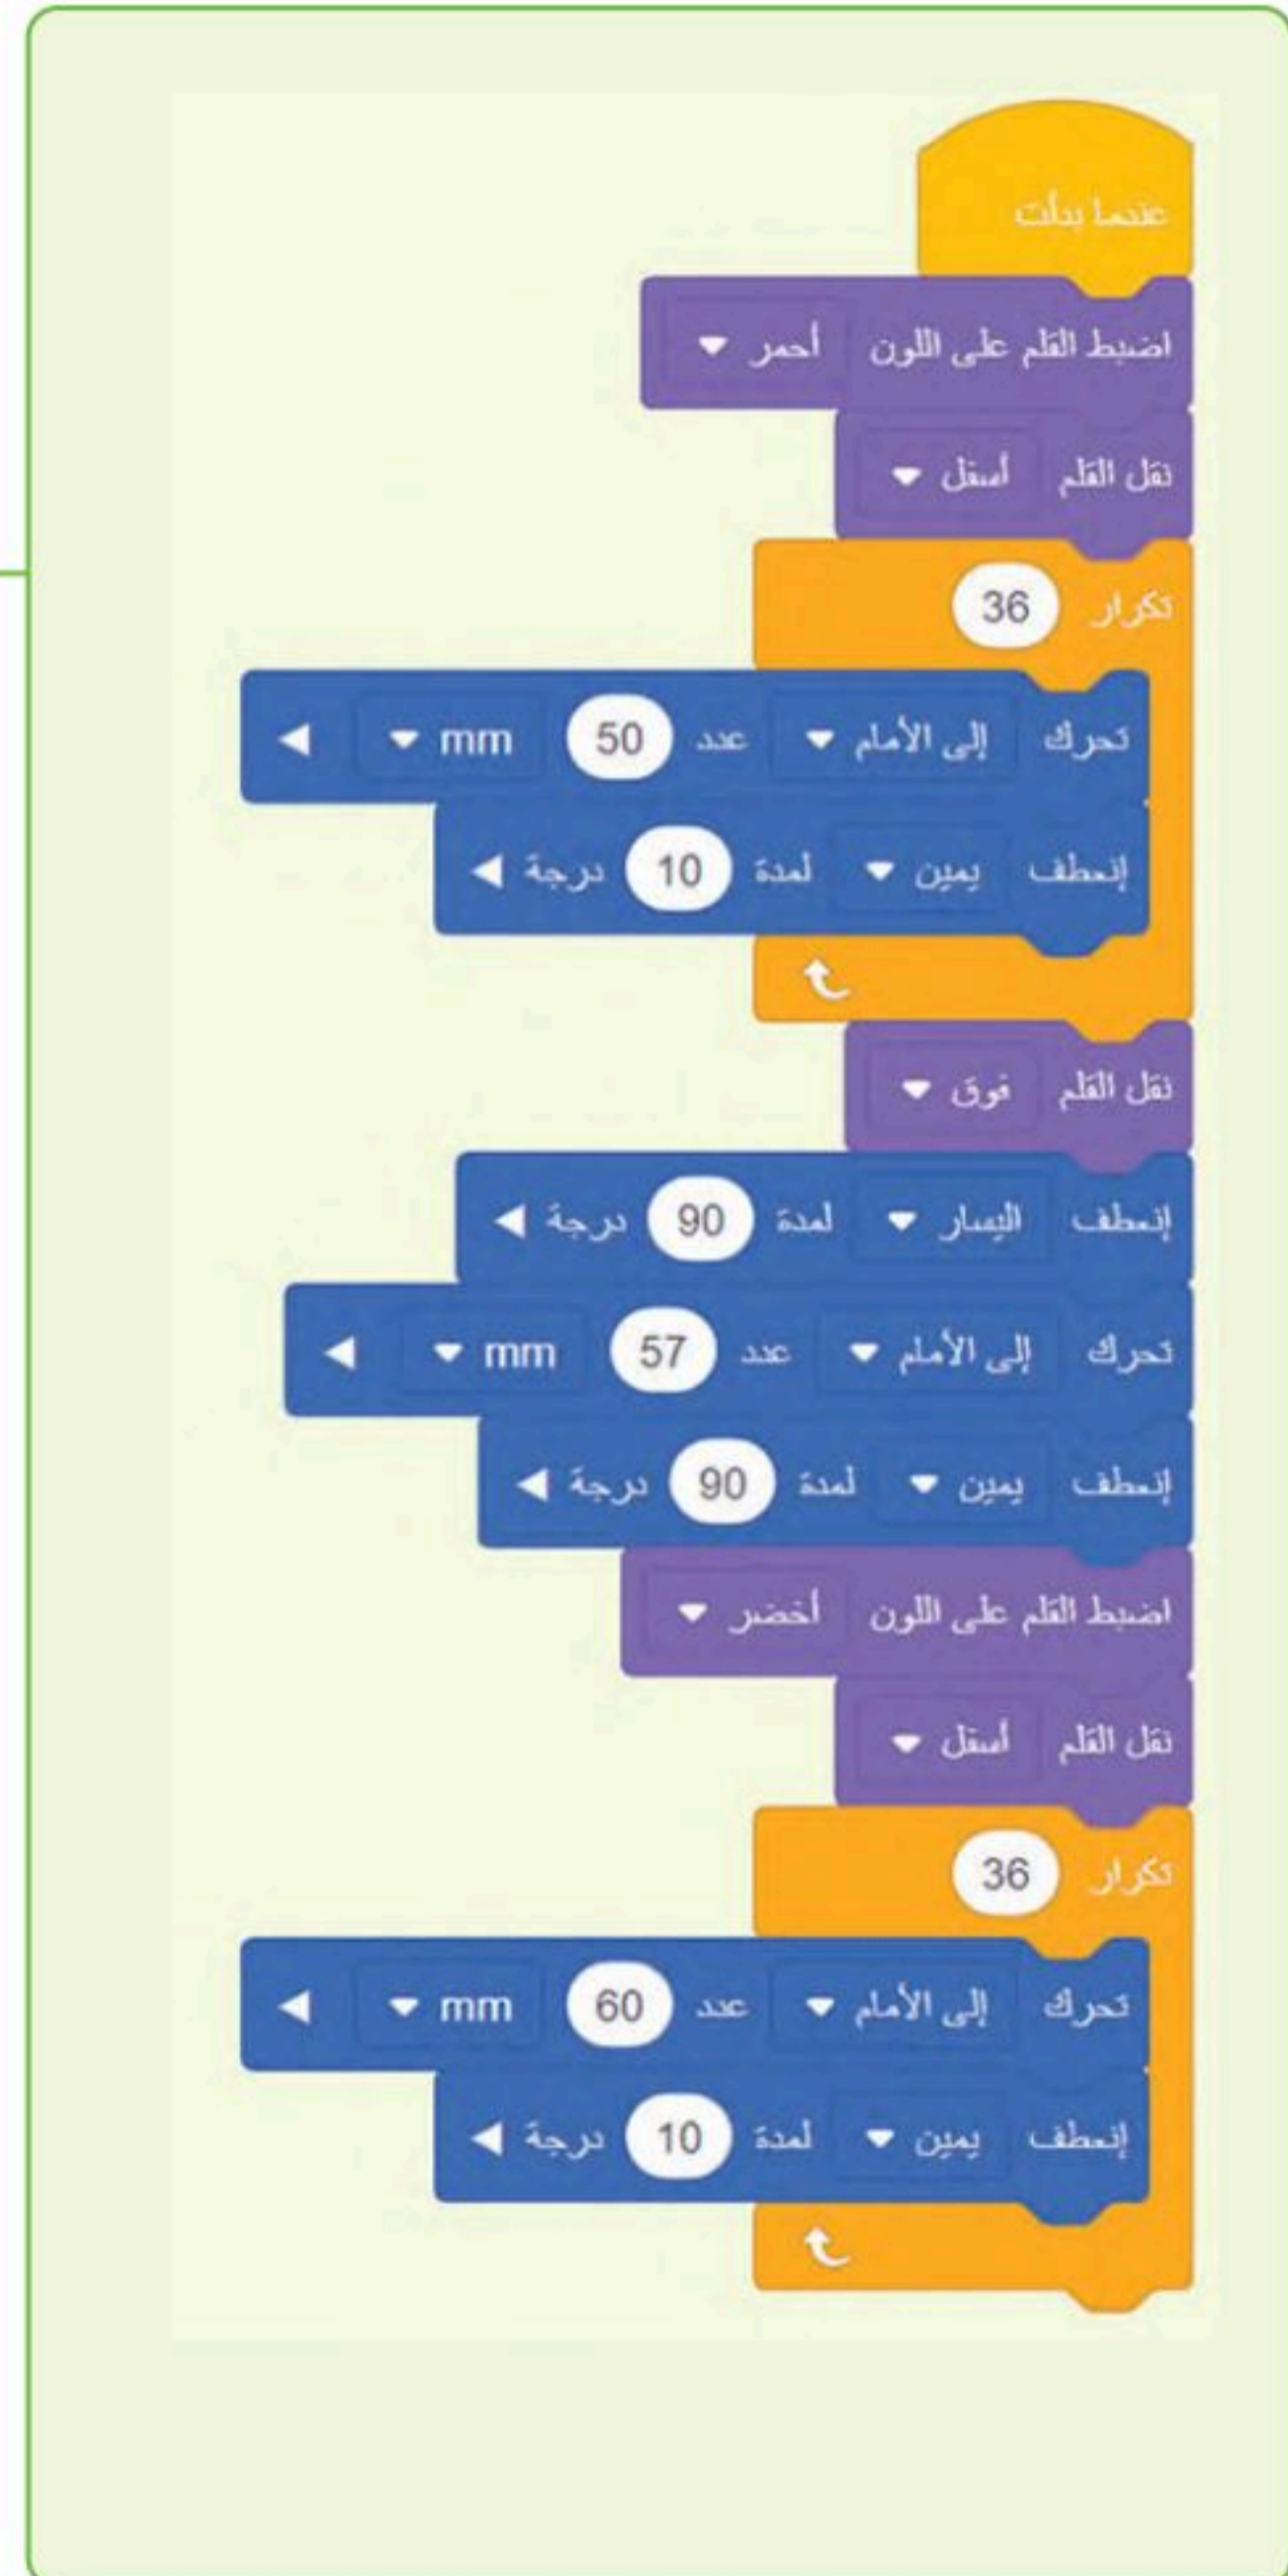 عندما بدأت
اضبط القلم على اللون أحمر
نقل القلم أسفل
تكرار 36
تحرك إلى الأمام عدد 50 mm
إنعطف يمين لمدة 10 درجة
نقل القلم فوق
إنعطف اليسار لمدة 90 درجة
تحرك إلى الأمام عدد 57 mm
إنعطف يمين لمدة 90 درجة
اضبط القلم على اللون أخضر
نقل القلم أسفل
تكرار 36
تحرك إلى الأمام عدد 60 mm
إنعطف يمين لمدة 10 درجة